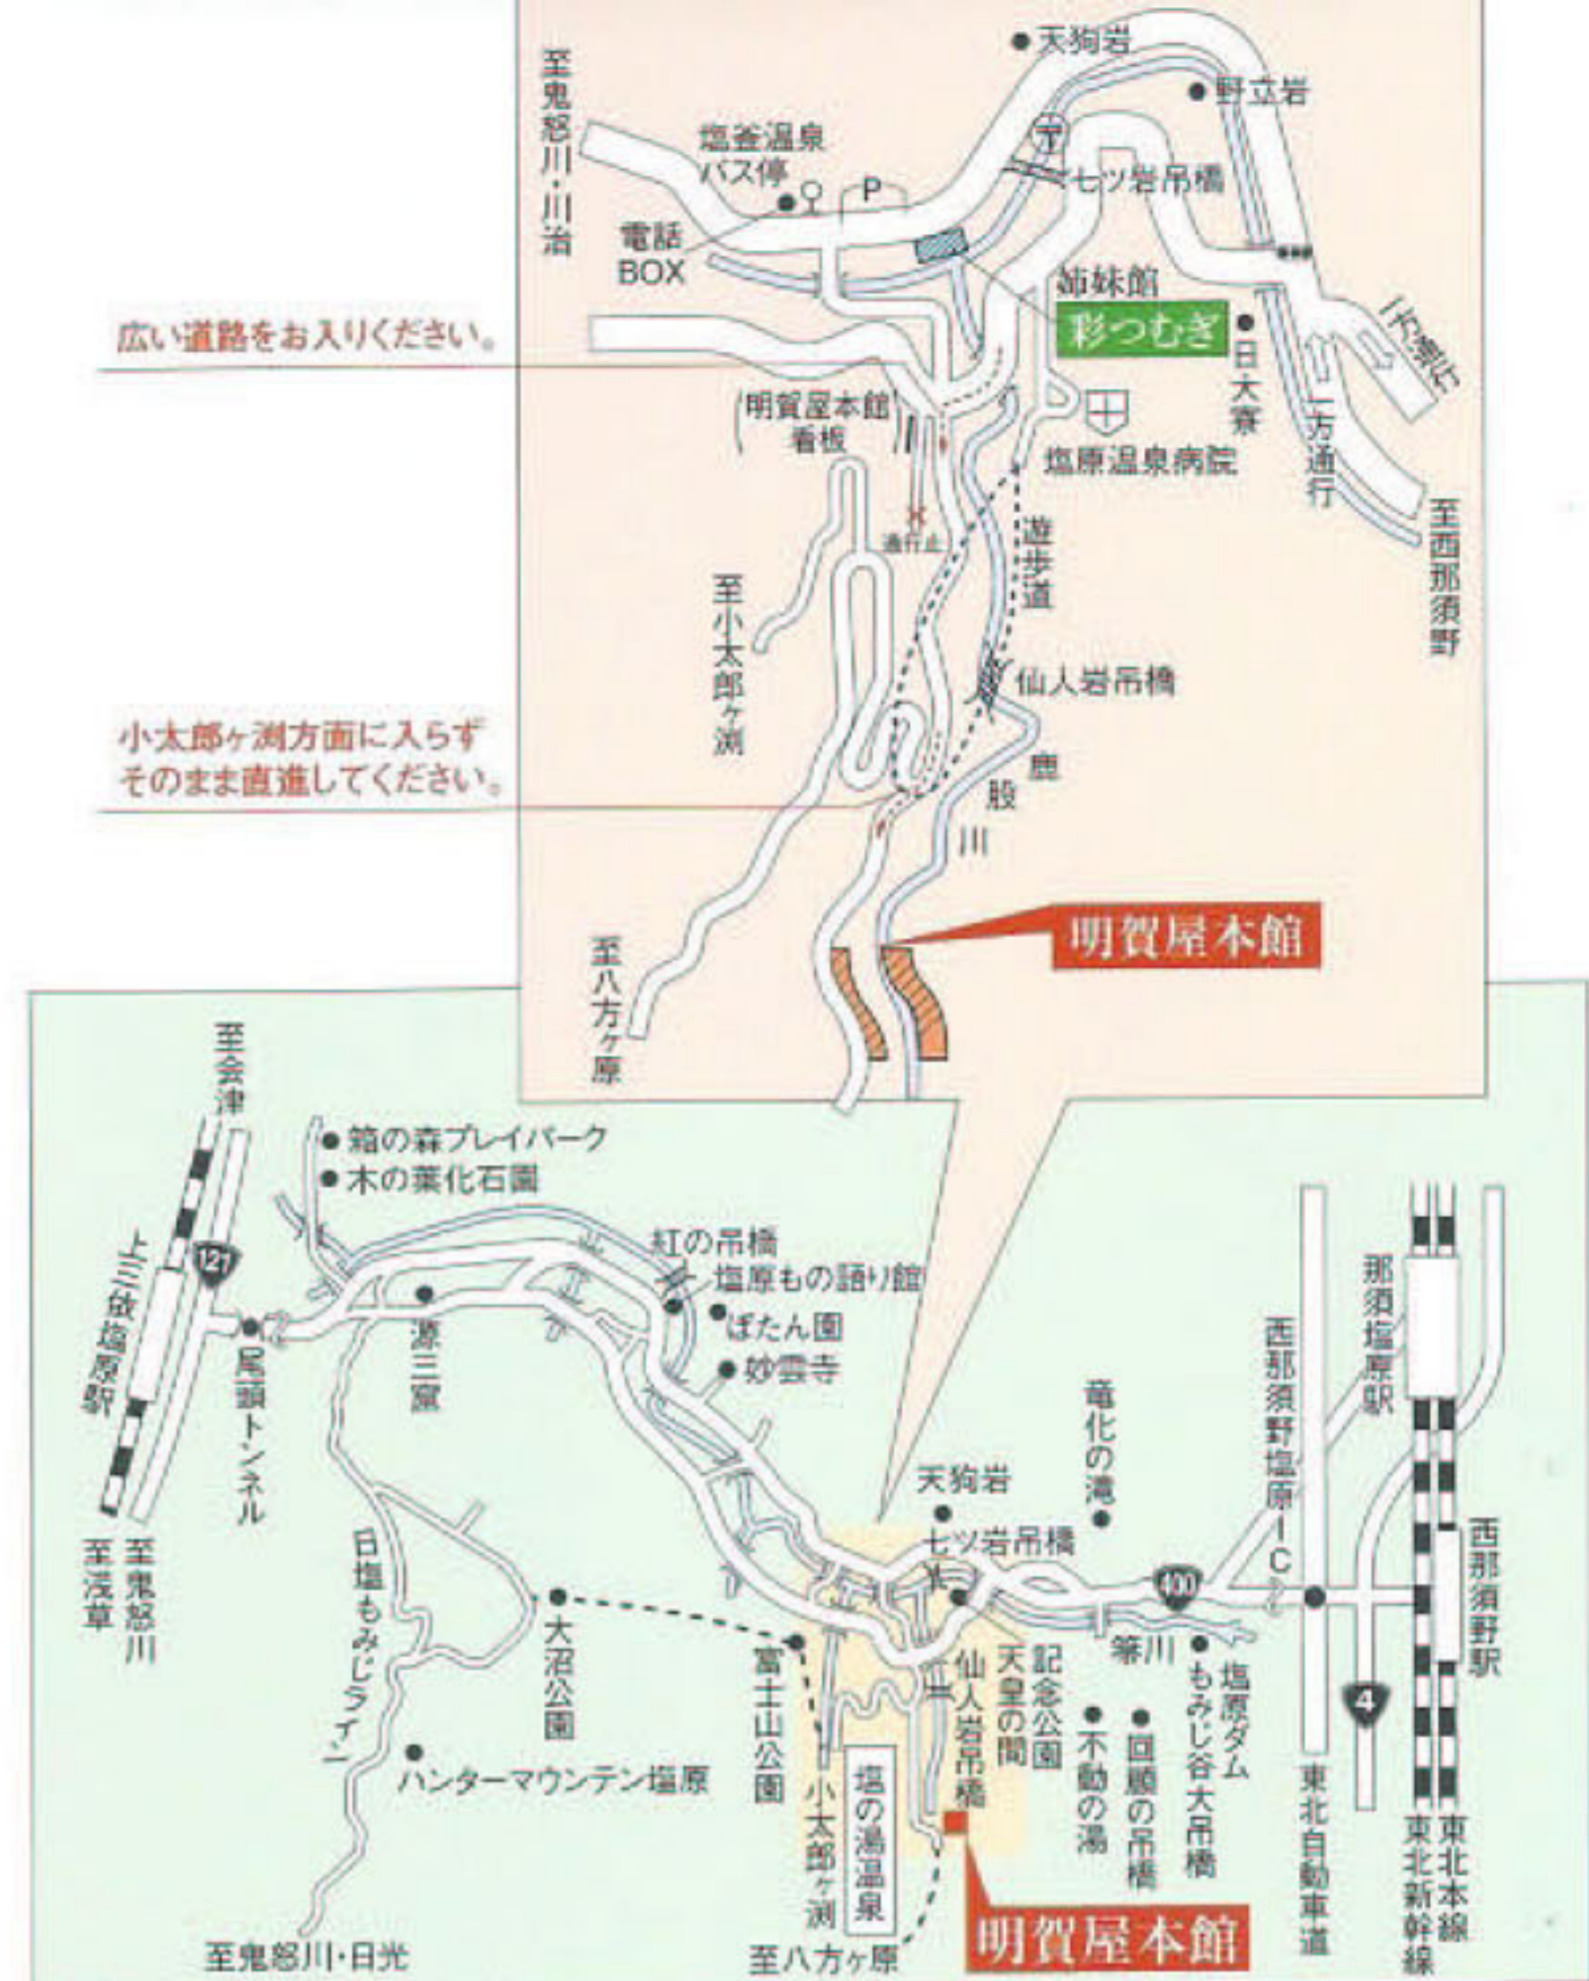 天狗岩
野立岩
至鬼怒川・川治
塩釜温泉
バス停
P
〒
七ツ岩吊橋
電話
BOX
姉妹館
彩つむぎ
日大寮
一方通行
一方通行
広い道路をお入りください。
(明賀屋本館
看板)
塩原温泉病院
至西那須野
通行止
遊歩道
至小太郎ヶ渕
仙人岩吊橋
小太郎ヶ渕方面に入らず
そのまま直進してください。
鹿股川
明賀屋本館
至八方ヶ原
至会津
箱の森プレイパーク
木の葉化石園
121
上三依塩原駅
尾頭トンネル
源三窟
紅の吊橋
塩原もの語り館
ぼたん園
妙雲寺
竜化の滝
天狗岩
七ツ岩吊橋
400
西那須野塩原IC
那須塩原駅
西那須野駅
至浅草
至鬼怒川
日塩もみじライン
大沼公園
富士山公園
ハンターマウンテン塩原
小太郎ヶ渕
塩の湯温泉
仙人岩吊橋
天皇の間
記念公園
箒川
不動の湯
回顧の吊橋
もみじ谷大吊橋
塩原ダム
4
東北自動車道
東北新幹線
東北本線
明賀屋本館
至鬼怒川・日光
至八方ヶ原